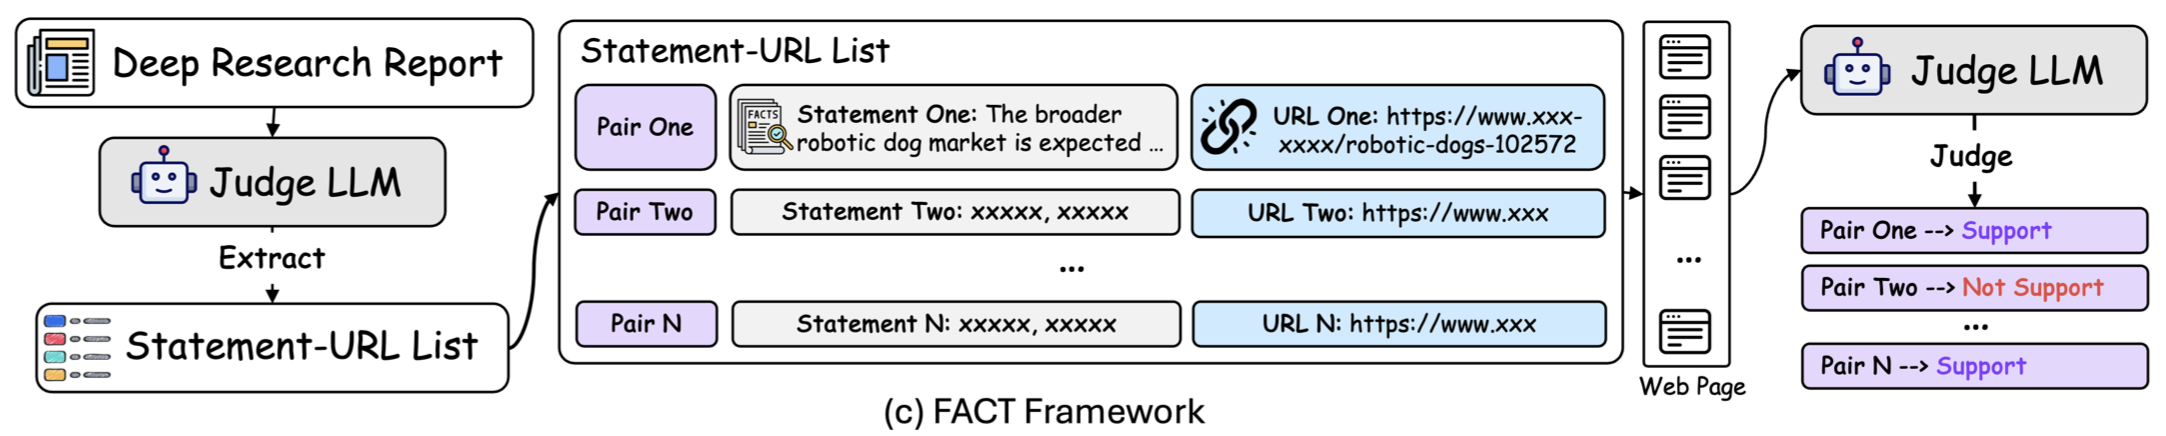 Deep Research Report
Judge LLM
Extract
Statement-URL List
Statement-URL List
Pair One
FACTS
Statement One: The broader
robotic dog market is expected ...
URL One: https://www.xxx-
xxxx/robotic-dogs-102572
Pair Two
Statement Two: xxxxx, xxxxx
URL Two: https://www.xxx
...
Pair N
Statement N: xxxxx, xxxxx
URL N: https://www.xxx
...
Web Page
Judge LLM
Judge
Pair One --> Support
Pair Two --> Not Support
...
Pair N --> Support
(c) FACT Framework